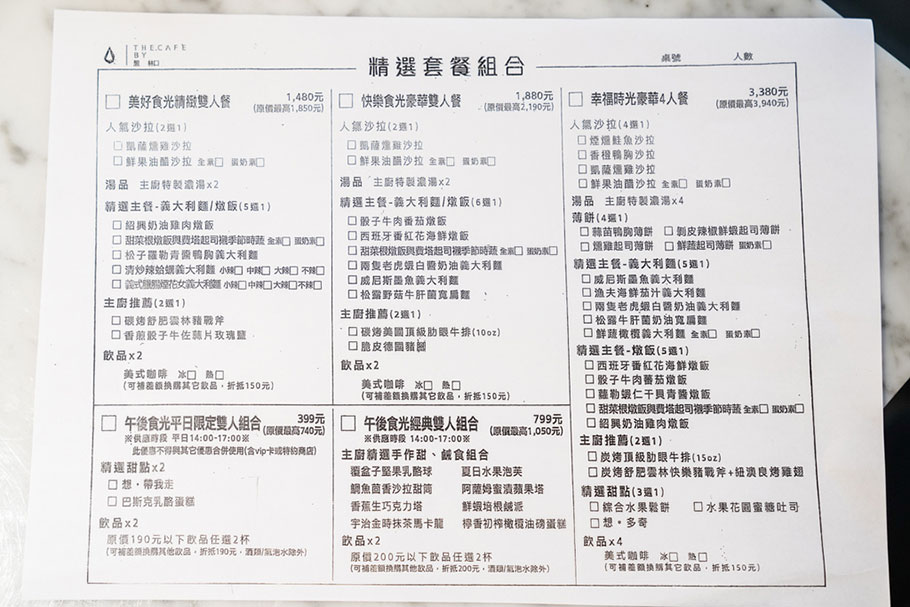 THE.CAFE
BY
覽 林口
精選套餐組合
桌號
人數
美好食光精緻雙人餐 1,480元
(原價最高1,850元)
人氣沙拉(2選1)
凱薩燻雞沙拉
鮮果油醋沙拉 全素 蛋奶素
湯品 主廚特製濃湯x2
精選主餐-義大利麵/燉飯(5選1)
紹興奶油雞肉燉飯
甜菜根燉飯與費塔起司襯季節時蔬 全素 蛋奶素
松子羅勒青醬鴨胸義大利麵
清炒辣蛤蠣義大利麵 小辣 中辣 大辣 不辣
義式臘腸煙花女義大利麵 小辣 中辣 大辣 不辣
主廚推薦(2選1)
碳烤舒肥雲林豬戰斧
香煎骰子牛佐蒜片玫瑰鹽
飲品x2
美式咖啡 冰 熱
(可補差額換購其它飲品，折抵150元)
快樂食光豪華雙人餐 1,880元
(原價最高2,190元)
人氣沙拉(2選1)
凱薩燻雞沙拉
鮮果油醋沙拉 全素 蛋奶素
湯品 主廚特製濃湯x2
精選主餐-義大利麵/燉飯(6選1)
骰子牛肉番茄燉飯
西班牙番紅花海鮮燉飯
甜菜根燉飯與費塔起司襯季節時蔬 全素 蛋奶素
兩隻老虎蝦白醬奶油義大利麵
威尼斯墨魚義大利麵
松露野菇牛肝菌寬扁麵
主廚推薦(2選1)
碳烤美國頂級肋眼牛排(10oz)
脆皮德國豬腳
飲品x2
美式咖啡 冰 熱
(可補差額換購其它飲品，折抵150元)
幸福時光豪華4人餐 3,380元
(原價最高3,940元)
人氣沙拉(4選1)
煙燻鮭魚沙拉
香橙鴨胸沙拉
凱薩燻雞沙拉
鮮果油醋沙拉 全素 蛋奶素
湯品 主廚特製濃湯x4
薄餅(4選1)
蒜苗鴨胸薄餅 剝皮辣椒鮮蝦起司薄餅
燻雞起司薄餅 鮮蔬起司薄餅 蛋奶素
精選主餐-義大利麵(5選1)
威尼斯墨魚義大利麵
漁夫海鮮茄汁義大利麵
兩隻老虎蝦白醬奶油義大利麵
松露牛肝菌奶油寬扁麵
鮮蔬橄欖義大利麵 全素 蛋奶素
精選主餐-燉飯(5選1)
西班牙番紅花海鮮燉飯
骰子牛肉蕃茄燉飯
蘿勒蝦仁干貝青醬燉飯
甜菜根燉飯與費塔起司襯季節時蔬 全素 蛋奶素
紹興奶油雞肉燉飯
主廚推薦(2選1)
炭烤頂級肋眼牛排(15oz)
炭烤舒肥雲林快樂豬戰斧+紐澳良烤雞翅
精選甜點(3選1)
綜合水果鬆餅 水果花園蜜糖吐司
想。多奇
飲品x4
美式咖啡 冰 熱
(可補差額換購其它飲品，折抵150元)
午後食光平日限定雙人組合 399元
(原價最高740元)
※供應時段 平日14:00-17:00※
此優惠不得與其它優惠合併使用(含vip卡或特約商店)
精選甜點x2
想。帶我走
巴斯克乳酪蛋糕
飲品x2
原價190元以下飲品任選2杯
(可補差額換購其他飲品，折抵190元，酒類/氣泡水除外)
午後食光經典雙人組合 799元
※供應時段 14:00-17:00※ (原價最高1,050元)
主廚精選手作甜、鹹食組合
覆盆子堅果乳酪球 夏日水果泡芙
鯛魚茴香沙拉甜筒 阿薩姆蜜漬蘋果塔
香蕉生巧克力塔 鮮蝦培根鹹派
宇治金時抹茶馬卡龍 檸香初榨橄欖油磅蛋糕
飲品x2
原價200元以下飲品任選2杯
(可補差額換購其他飲品，折抵200元，酒類/氣泡水除外)